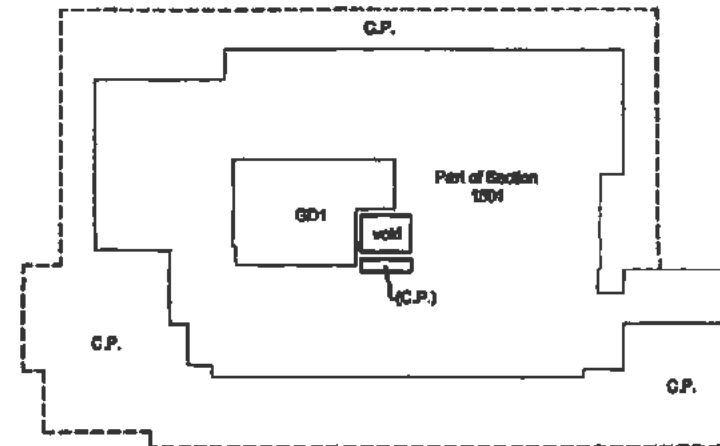 C.P.
Part of Section
1501
GD1
void
(C.P.)
C.P.
C.P.